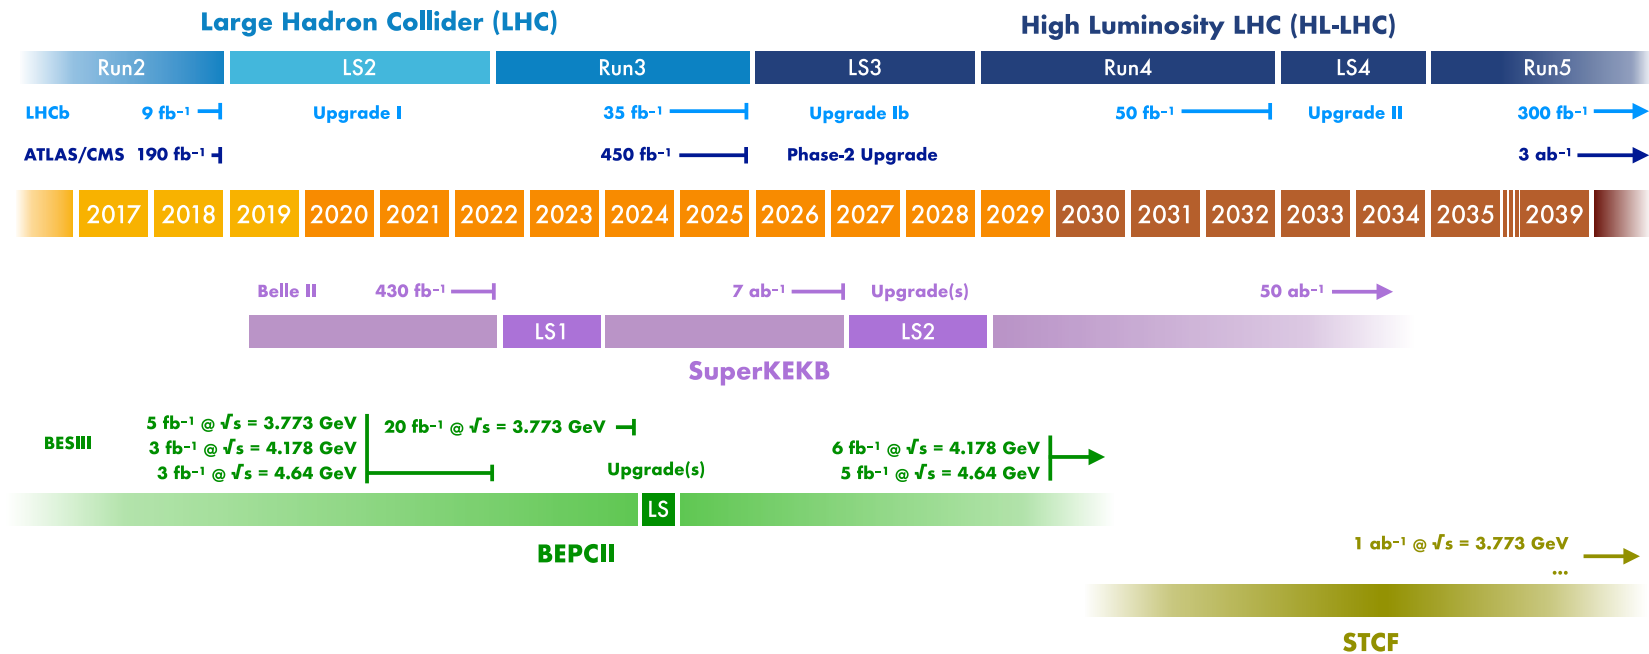 Large Hadron Collider (LHC) High Luminosity LHC (HL-LHC)
Run2 LS2 Run3 LS3 Run4 LS4 Run5
LHCb 9 fb⁻¹ Upgrade I 35 fb⁻¹ Upgrade Ib 50 fb⁻¹ Upgrade II 300 fb⁻¹
ATLAS/CMS 190 fb⁻¹ 450 fb⁻¹ Phase-2 Upgrade 3 ab⁻¹
2017 2018 2019 2020 2021 2022 2023 2024 2025 2026 2027 2028 2029 2030 2031 2032 2033 2034 2035 2039
Belle II 430 fb⁻¹ 7 ab⁻¹ Upgrade(s) 50 ab⁻¹
LS1 LS2
SuperKEKB
5 fb⁻¹ @ √s = 3.773 GeV 20 fb⁻¹ @ √s = 3.773 GeV
BESIII 3 fb⁻¹ @ √s = 4.178 GeV 6 fb⁻¹ @ √s = 4.178 GeV
3 fb⁻¹ @ √s = 4.64 GeV Upgrade(s) 5 fb⁻¹ @ √s = 4.64 GeV
LS
BEPCII
1 ab⁻¹ @ √s = 3.773 GeV
...
STCF